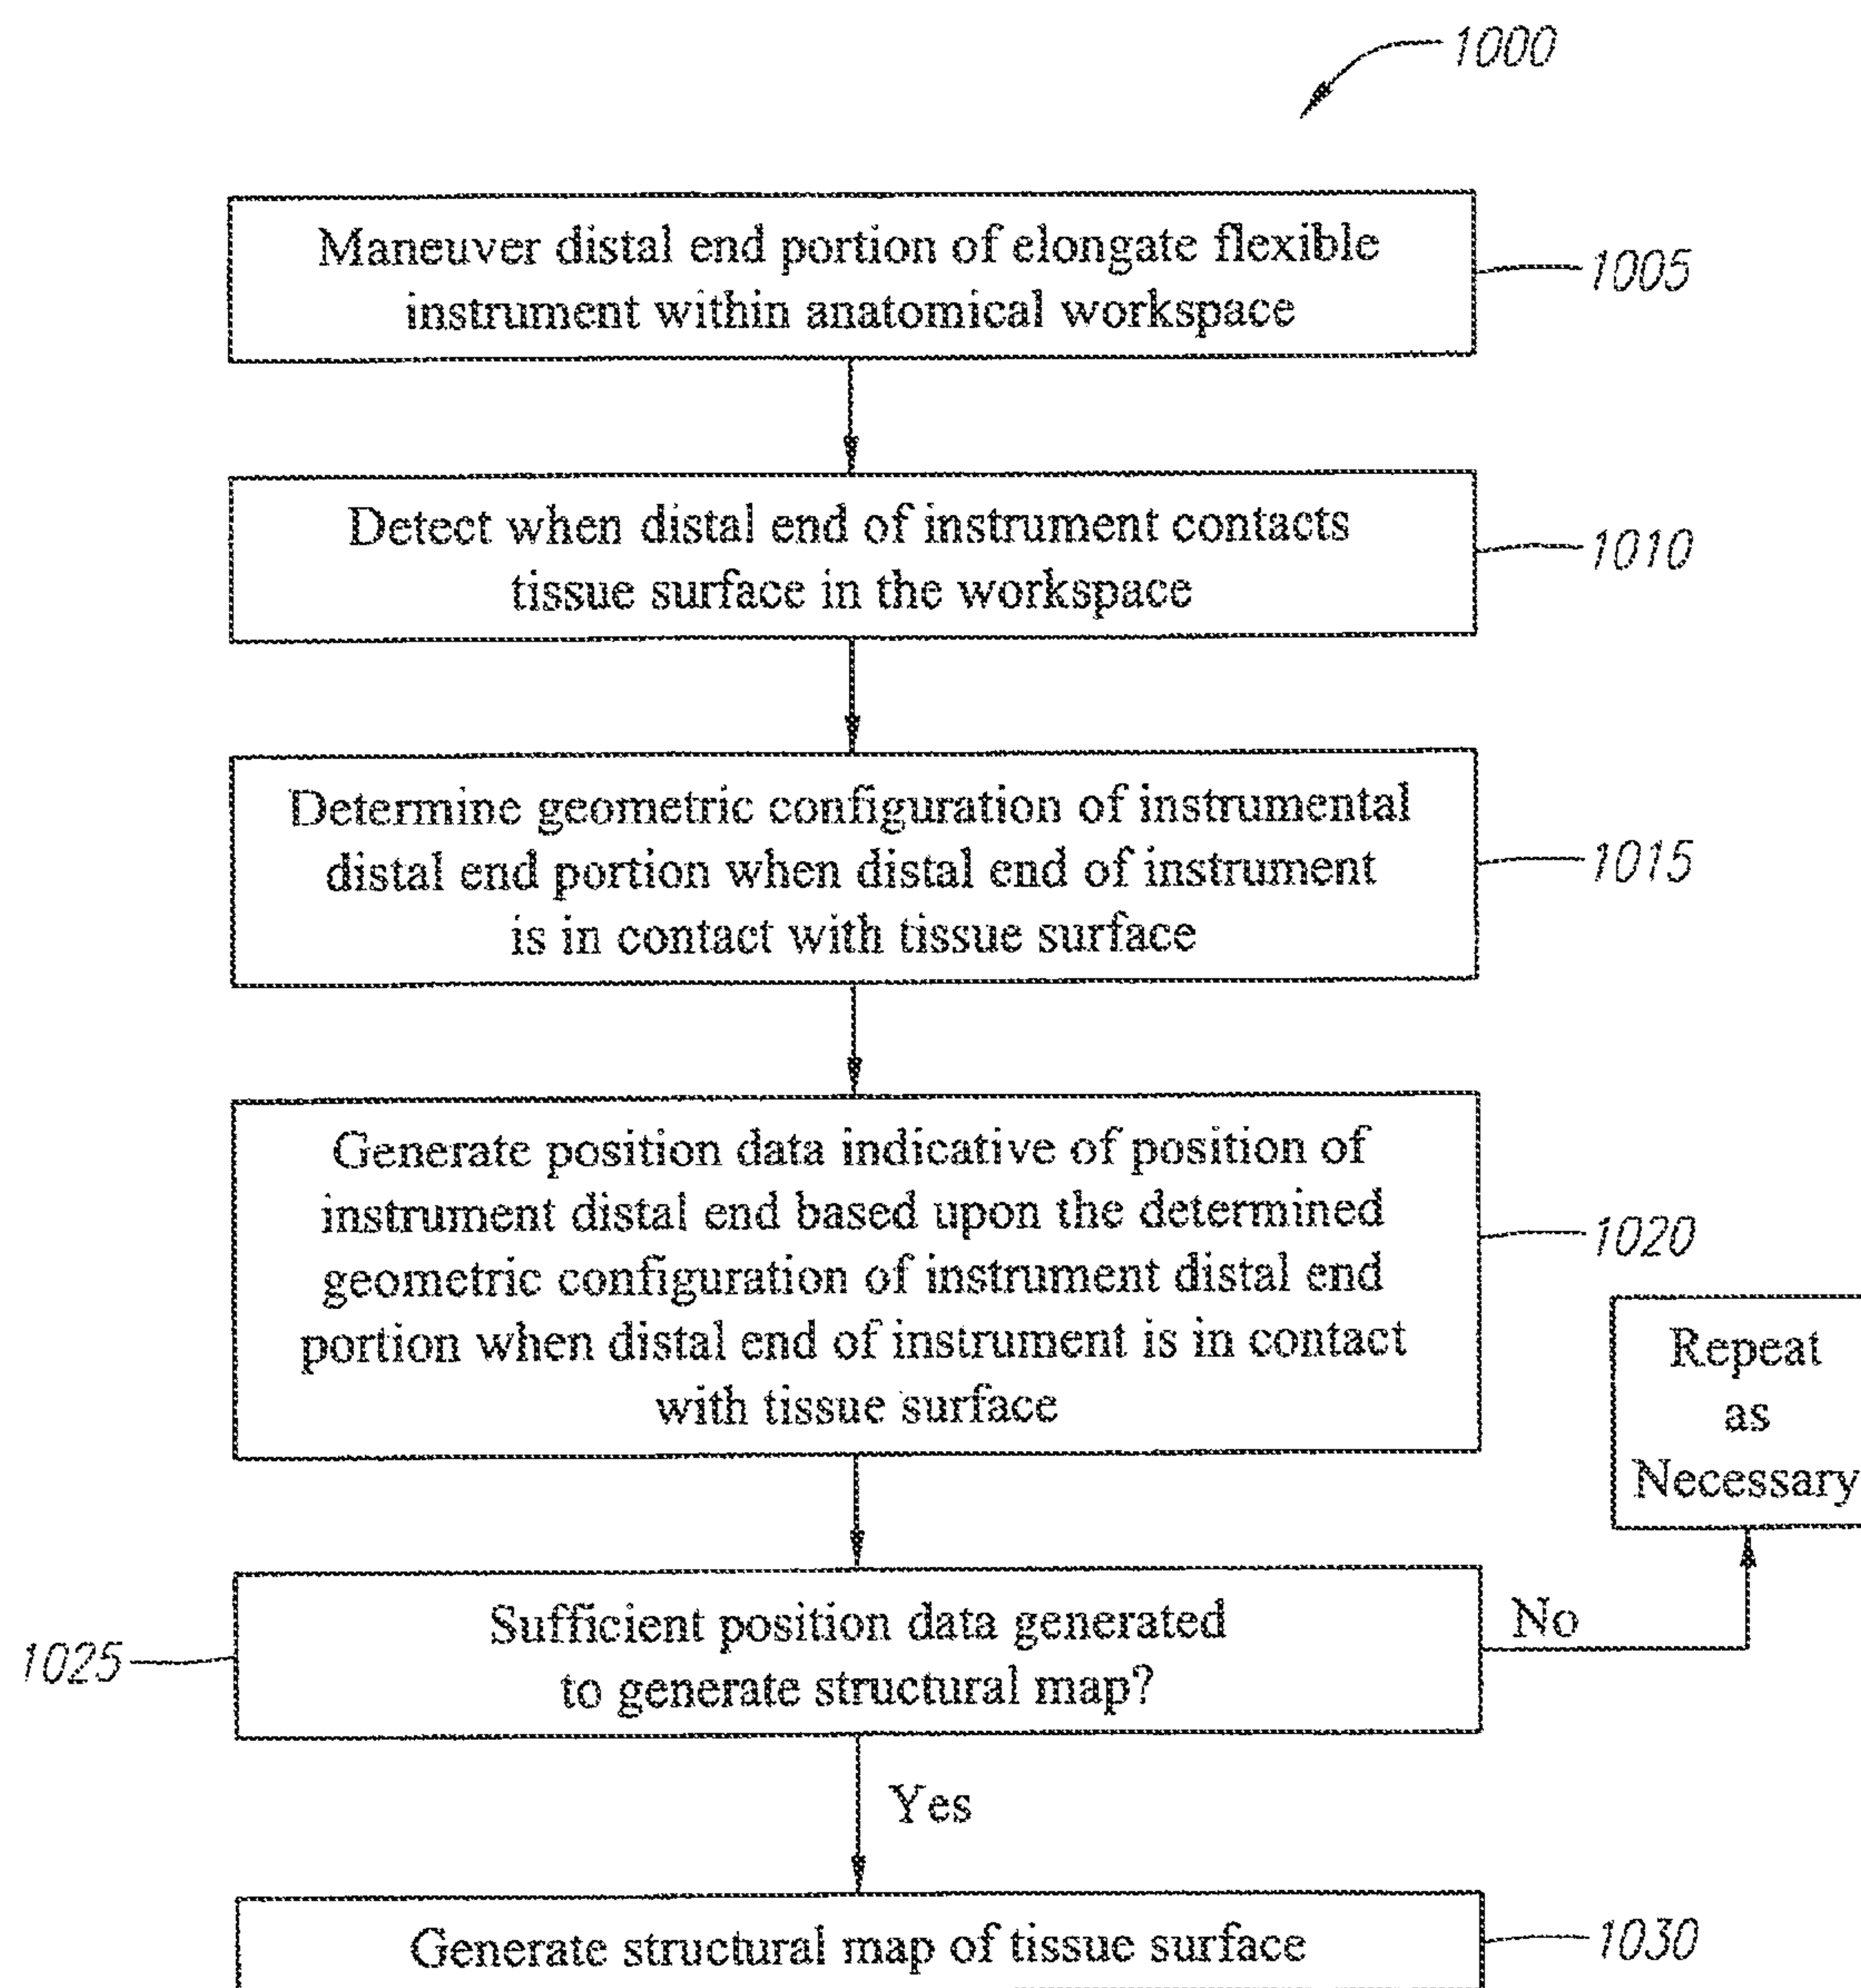 1000
Maneuver distal end portion of elongate flexible
instrument within anatomical workspace
1005
Detect when distal end of instrument contacts
tissue surface in the workspace
1010
Determine geometric configuration of instrumental
distal end portion when distal end of instrument
is in contact with tissue surface
1015
Generate position data indicative of position of
instrument distal end based upon the determined
geometric configuration of instrument distal end
portion when distal end of instrument is in contact
with tissue surface
1020
Repeat
as
Necessary
Sufficient position data generated
to generate structural map?
1025
No
Yes
Generate structural map of tissue surface
1030